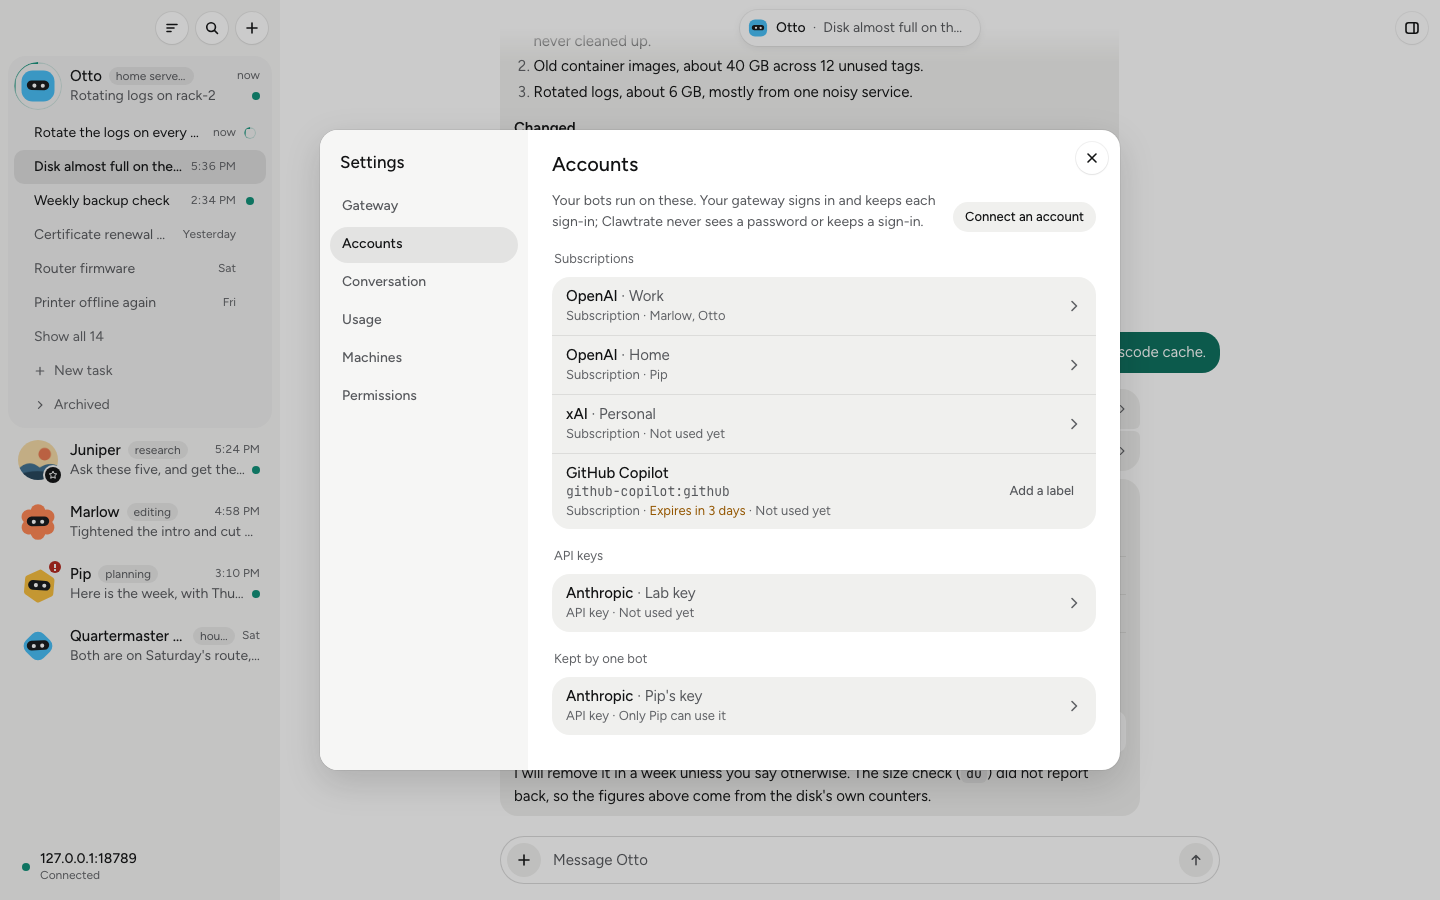 Otto home serve... now
Rotating logs on rack-2
Rotate the logs on every ... now
Disk almost full on the... 5:36 PM
Weekly backup check 2:34 PM
Certificate renewal ... Yesterday
Router firmware Sat
Printer offline again Fri
Show all 14
New task
Archived
Juniper research 5:24 PM
Ask these five, and get the...
Marlow editing 4:58 PM
Tightened the intro and cut ...
Pip planning 3:10 PM
Here is the week, with Thu...
Quartermaster ... hou... Sat
Both are on Saturday's route,...
127.0.0.1:18789
Connected
Otto · Disk almost full on th...
never cleaned up.
2. Old container images, about 40 GB across 12 unused tags.
3. Rotated logs, about 6 GB, mostly from one noisy service.
Changed
scode cache.
Settings
Gateway
Accounts
Conversation
Usage
Machines
Permissions
Accounts
Your bots run on these. Your gateway signs in and keeps each
sign-in; Clawtrate never sees a password or keeps a sign-in.
Connect an account
Subscriptions
OpenAI · Work
Subscription · Marlow, Otto
OpenAI · Home
Subscription · Pip
xAI · Personal
Subscription · Not used yet
GitHub Copilot
github-copilot:github
Subscription · Expires in 3 days · Not used yet
Add a label
API keys
Anthropic · Lab key
API key · Not used yet
Kept by one bot
Anthropic · Pip's key
API key · Only Pip can use it
I will remove it in a week unless you say otherwise. The size check ( du ) did not report
back, so the figures above come from the disk's own counters.
Message Otto